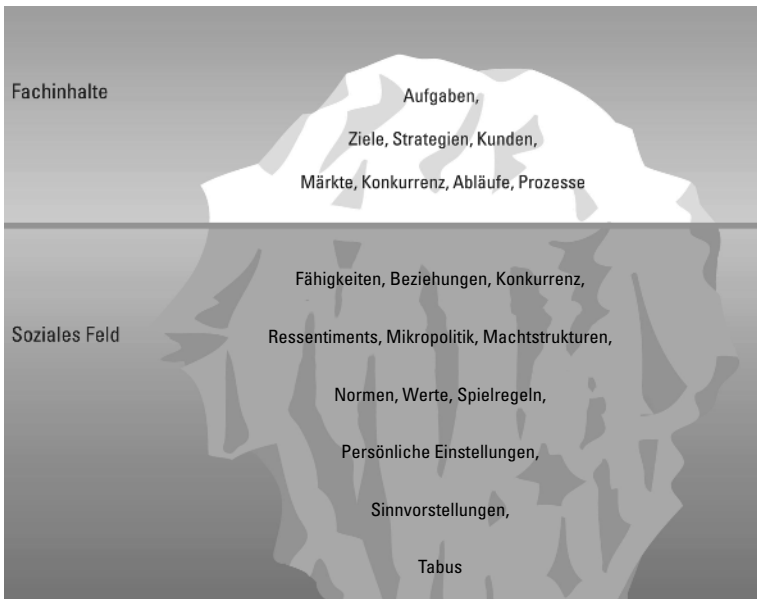 Fachinhalte
Aufgaben,
Ziele, Strategien, Kunden,
Märkte, Konkurrenz, Abläufe, Prozesse
Fähigkeiten, Beziehungen, Konkurrenz,
Soziales Feld
Ressentiments, Mikropolitik, Machtstrukturen,
Normen, Werte, Spielregeln,
Persönliche Einstellungen,
Sinnvorstellungen,
Tabus